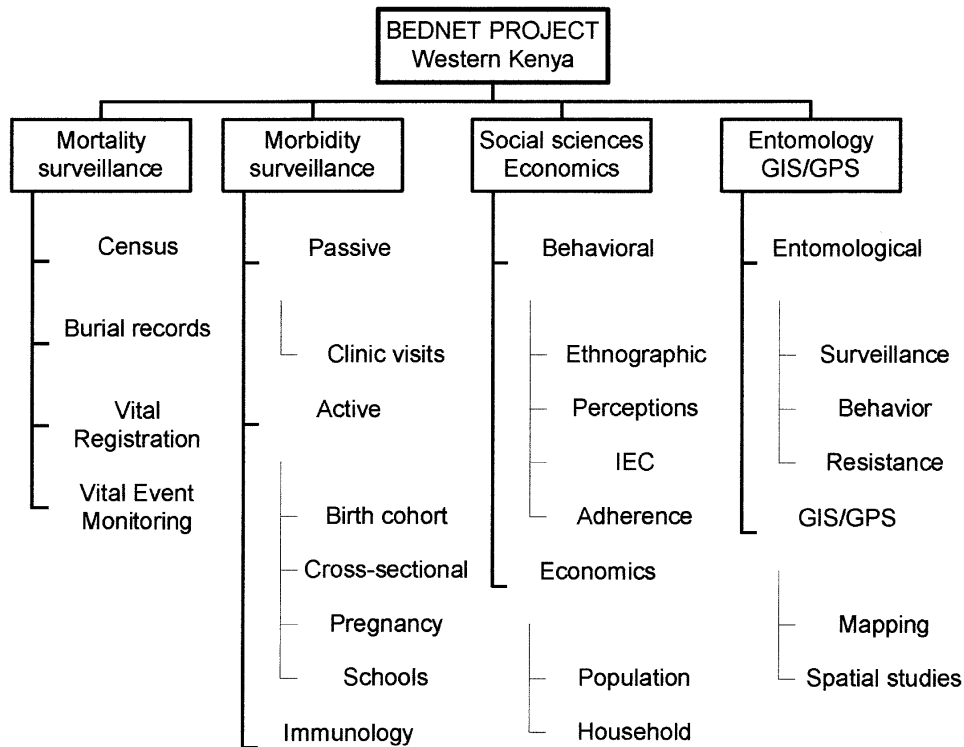 BEDNET PROJECT
Western Kenya
Mortality
surveillance
Census
Burial records
Vital
Registration
Vital Event
Monitoring
Morbidity
surveillance
Passive
Clinic visits
Active
Birth cohort
Cross-sectional
Pregnancy
Schools
Immunology
Social sciences
Economics
Behavioral
Ethnographic
Perceptions
IEC
Adherence
Economics
Population
Household
Entomology
GIS/GPS
Entomological
Surveillance
Behavior
Resistance
GIS/GPS
Mapping
Spatial studies